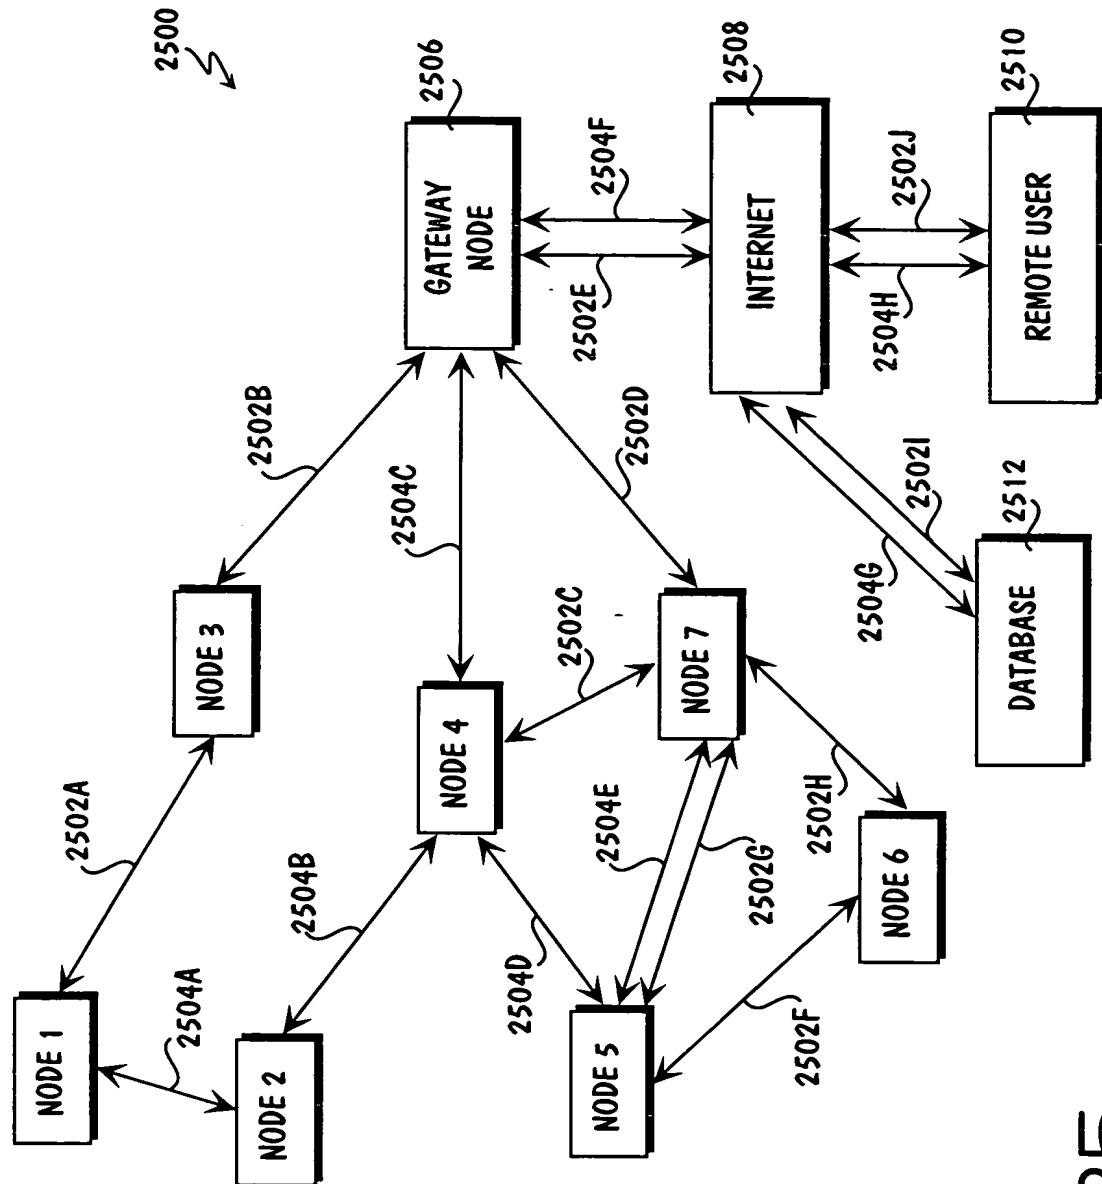 2500
NODE 1
2502A
NODE 3
2502B
GATEWAY
NODE
2506
2504A
NODE 2
2504B
NODE 4
2504C
2502E
2504F
2504D
2502C
2502D
NODE 5
2504E
NODE 7
INTERNET
2508
2502G
2502F
2502H
2504G
2502I
2504H
2502J
NODE 6
DATABASE
2512
REMOTE USER
2510